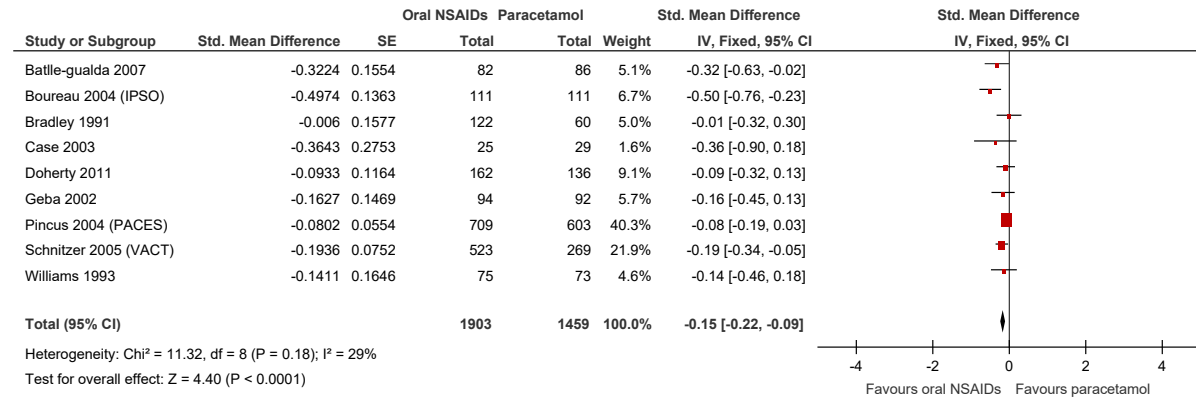 Oral NSAIDs Paracetamol Std. Mean Difference Std. Mean Difference
Study or Subgroup Std. Mean Difference SE Total Total Weight IV, Fixed, 95% CI IV, Fixed, 95% CI
Batlle-gualda 2007 -0.3224 0.1554 82 86 5.1% -0.32 [-0.63, -0.02]
Boureau 2004 (IPSO) -0.4974 0.1363 111 111 6.7% -0.50 [-0.76, -0.23]
Bradley 1991 -0.006 0.1577 122 60 5.0% -0.01 [-0.32, 0.30]
Case 2003 -0.3643 0.2753 25 29 1.6% -0.36 [-0.90, 0.18]
Doherty 2011 -0.0933 0.1164 162 136 9.1% -0.09 [-0.32, 0.13]
Geba 2002 -0.1627 0.1469 94 92 5.7% -0.16 [-0.45, 0.13]
Pincus 2004 (PACES) -0.0802 0.0554 709 603 40.3% -0.08 [-0.19, 0.03]
Schnitzer 2005 (VACT) -0.1936 0.0752 523 269 21.9% -0.19 [-0.34, -0.05]
Williams 1993 -0.1411 0.1646 75 73 4.6% -0.14 [-0.46, 0.18]
Total (95% CI) 1903 1459 100.0% -0.15 [-0.22, -0.09]
Heterogeneity: Chi² = 11.32, df = 8 (P = 0.18); I² = 29%
Test for overall effect: Z = 4.40 (P < 0.0001)
-4 -2 0 2 4
Favours oral NSAIDs Favours paracetamol